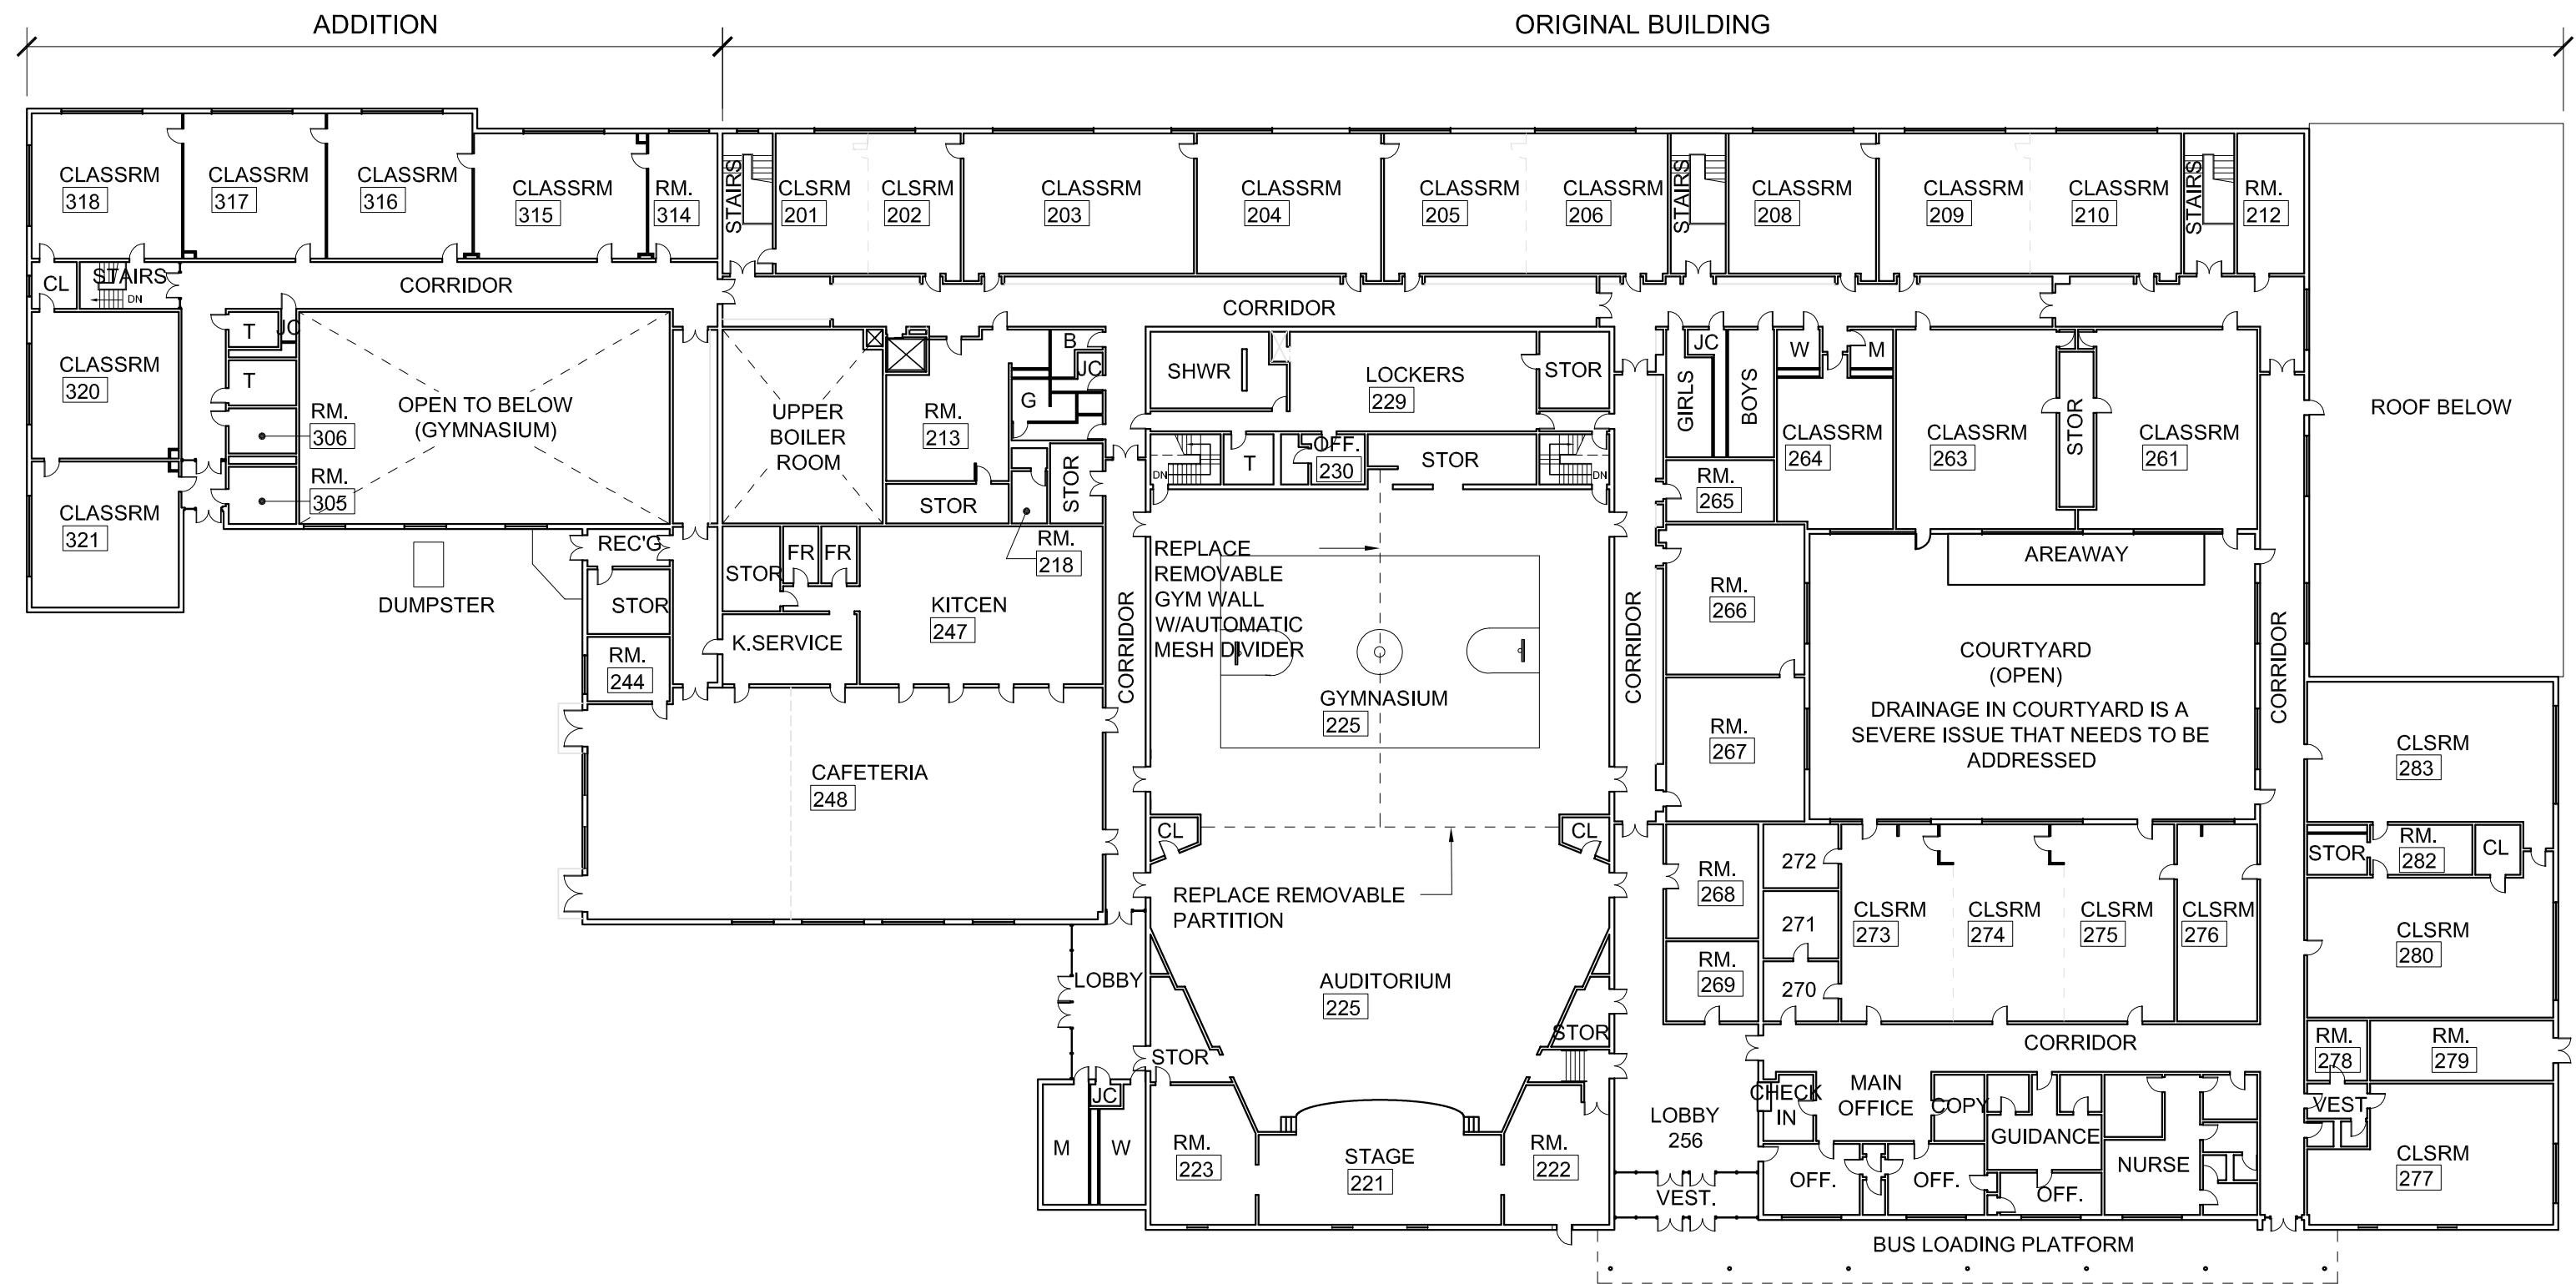 ADDITION
ORIGINAL BUILDING
CLASSRM
318
CLASSRM
317
CLASSRM
316
CLASSRM
315
RM.
314
STAIRS
CLSRM
201
CLSRM
202
CLASSRM
203
CLASSRM
204
CLASSRM
205
CLASSRM
206
STAIRS
CLASSRM
208
CLASSRM
209
CLASSRM
210
STAIRS
RM.
212
CL
STAIRS
DN
CORRIDOR
CORRIDOR
T
JC
T
RM.
306
RM.
305
CLASSRM
320
CLASSRM
321
OPEN TO BELOW
(GYMNASIUM)
UPPER
BOILER
ROOM
RM.
213
B
JC
G
STOR
STOR
RM.
218
SHWR
LOCKERS
229
STOR
DN
T
OFF.
230
STOR
DN
GIRLS
JC
BOYS
W
M
CLASSRM
264
CLASSRM
263
STOR
CLASSRM
261
RM.
265
ROOF BELOW
DUMPSTER
REC'G
STOR
RM.
244
STOR
FR
FR
K.SERVICE
KITCEN
247
CORRIDOR
REPLACE
REMOVABLE
GYM WALL
W/AUTOMATIC
MESH DIVIDER
GYMNASIUM
225
CORRIDOR
RM.
266
RM.
267
AREAWAY
COURTYARD
(OPEN)
DRAINAGE IN COURTYARD IS A
SEVERE ISSUE THAT NEEDS TO BE
ADDRESSED
CORRIDOR
CLSRM
283
CAFETERIA
248
CL
CL
REPLACE REMOVABLE
PARTITION
RM.
268
272
271
RM.
269
270
CLSRM
273
CLSRM
274
CLSRM
275
CLSRM
276
STOR
RM.
282
CL
CLSRM
280
LOBBY
AUDITORIUM
225
STOR
STOR
CORRIDOR
RM.
278
RM.
279
JC
M
W
RM.
223
STAGE
221
RM.
222
LOBBY
256
VEST.
CHECK
IN
MAIN
OFFICE
COPY
GUIDANCE
NURSE
OFF.
OFF.
OFF.
VEST
CLSRM
277
BUS LOADING PLATFORM